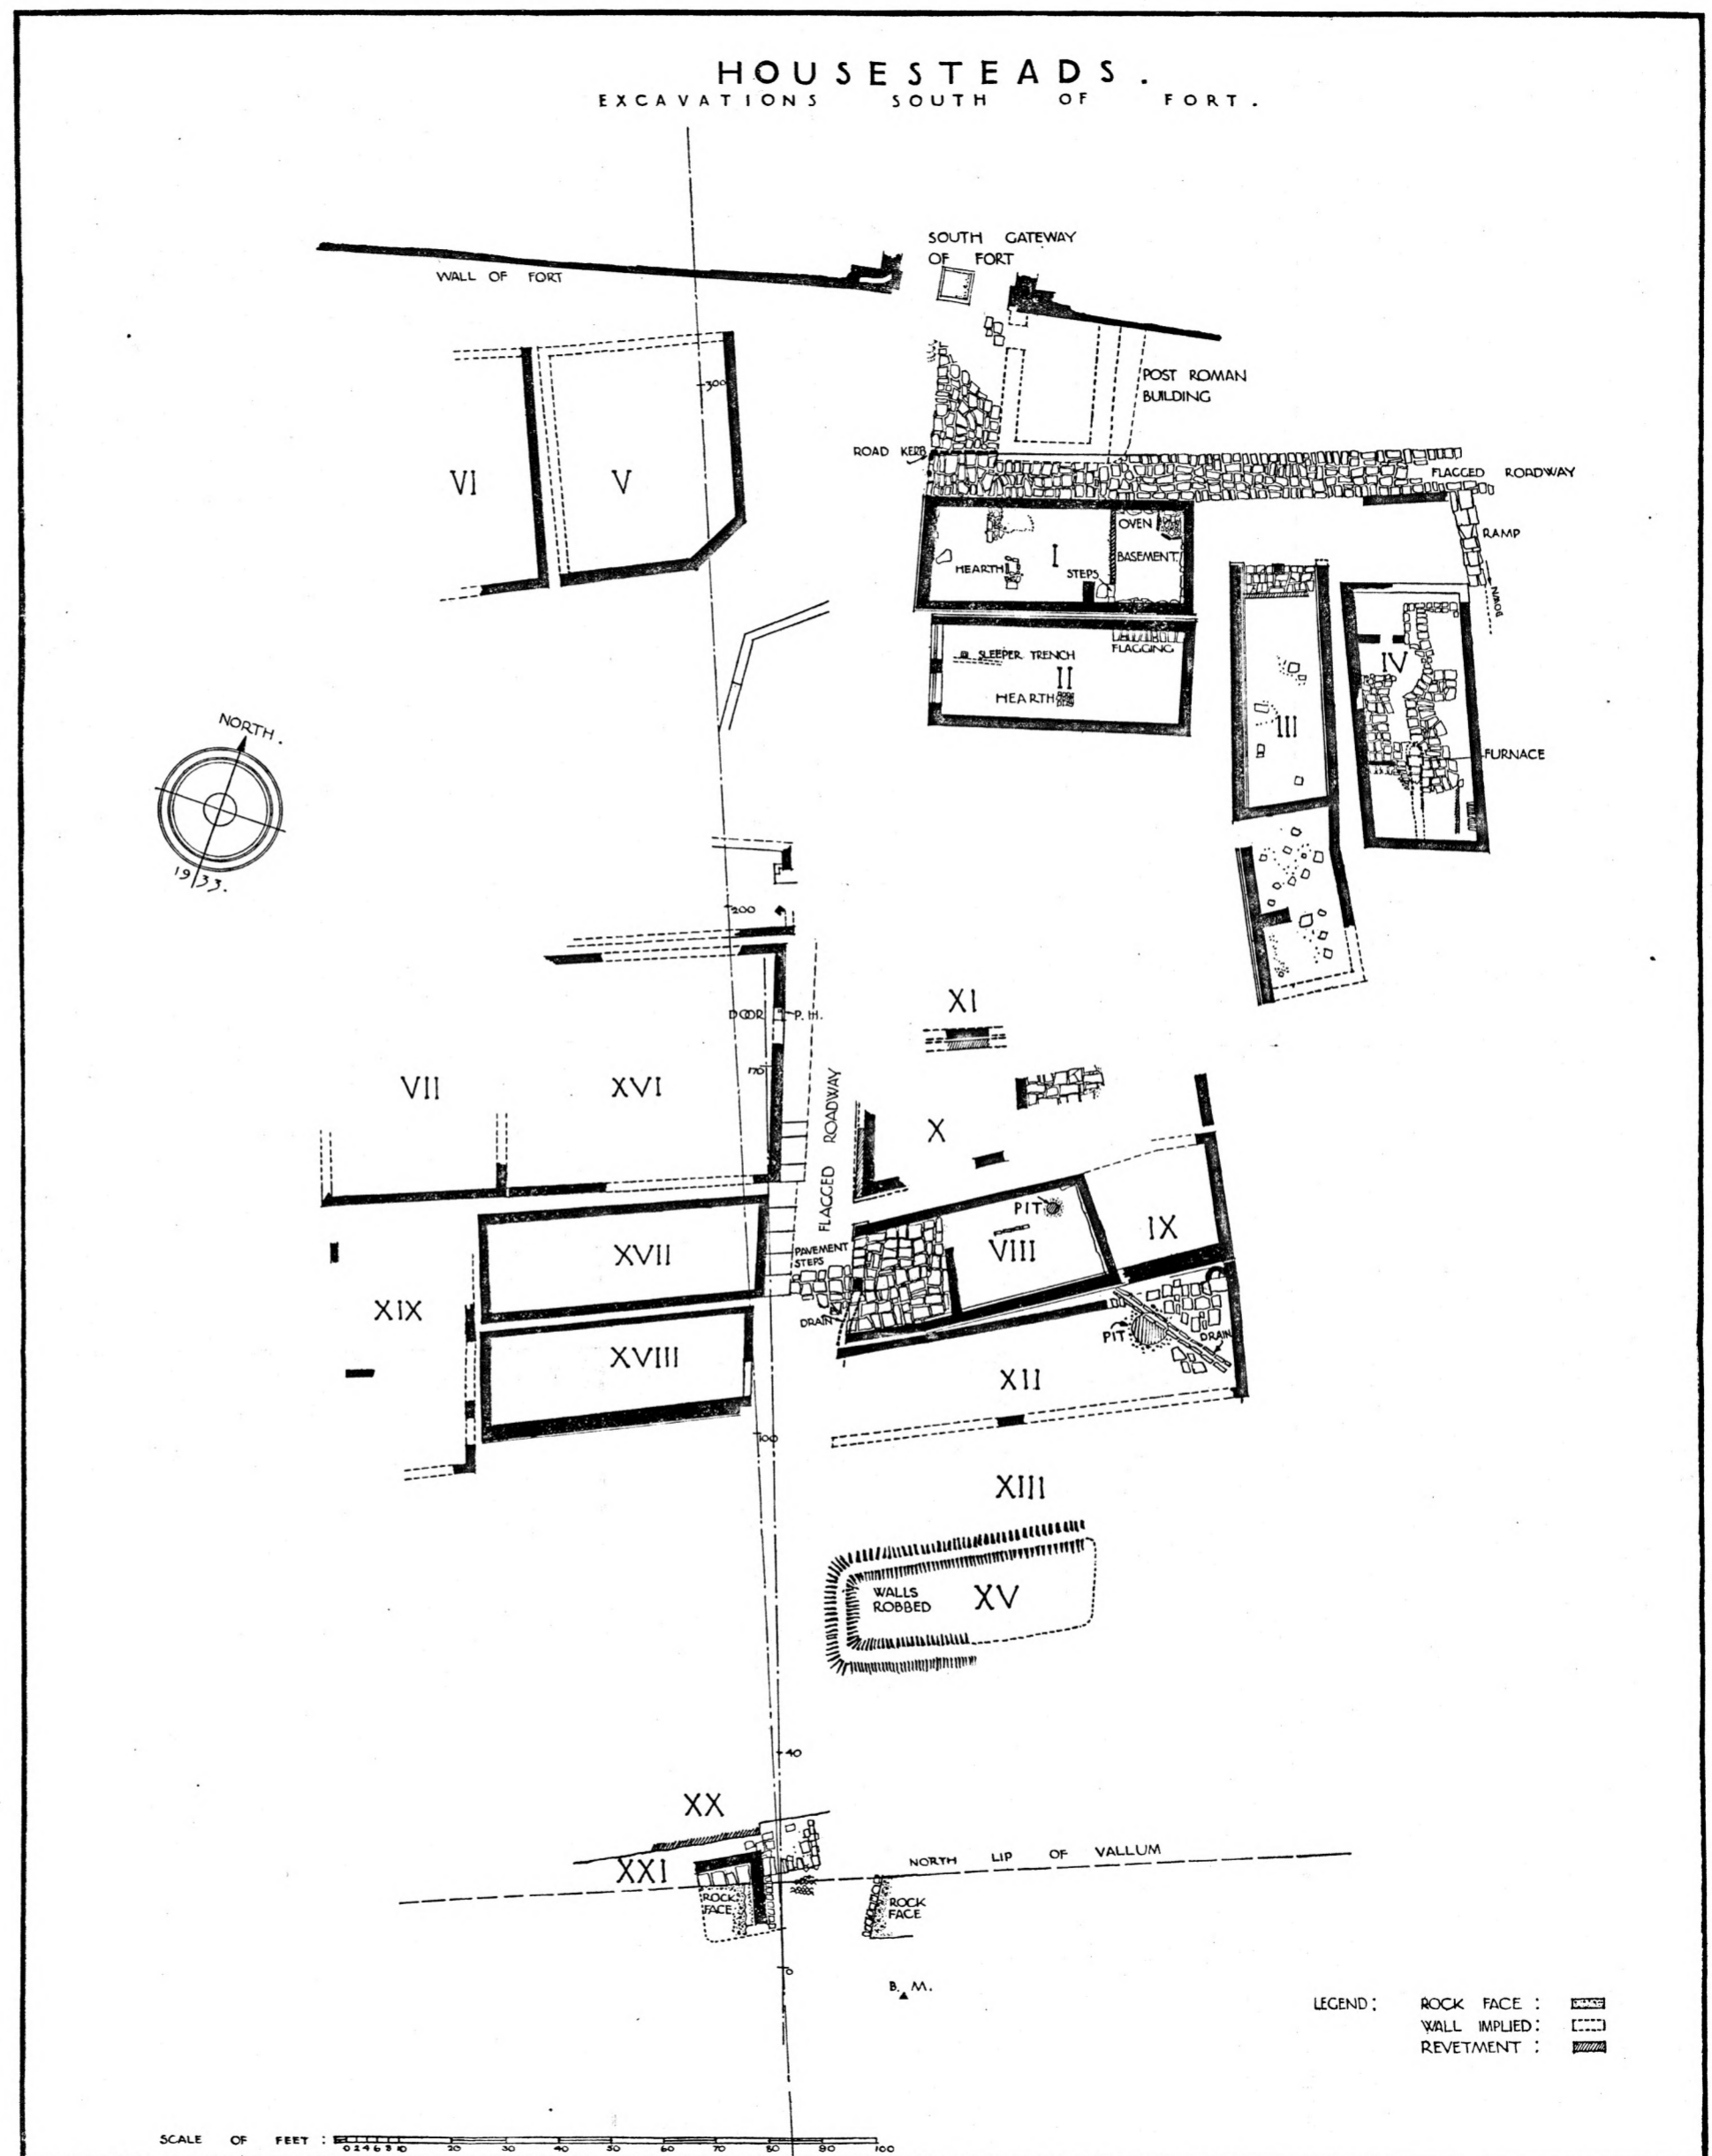 HOUSESTEADS.
EXCAVATIONS SOUTH OF FORT.
SOUTH GATEWAY
OF FORT
WALL OF FORT
300
POST ROMAN
BUILDING
ROAD KERB
FLAGGED ROADWAY
VI
V
RAMP
OVEN
I
BASEMENT
HEARTH
STEPS
DOWN
FLAGGING
SLEEPER TRENCH
II
HEARTH
IV
III
FURNACE
NORTH.
1933.
200
XI
DOOR
P.H.
170
VII
XVI
FLAGGED ROADWAY
X
PIT
IX
VIII
XVII
PAVEMENT
STEPS
XIX
DRAIN
PIT
DRAIN
XVIII
XII
100
XIII
WALLS
ROBBED
XV
40
XX
XXI
NORTH LIP OF VALLUM
ROCK
FACE
ROCK
FACE
0
B.M.
LEGEND:
ROCK FACE :
WALL IMPLIED:
REVETMENT :
SCALE OF FEET :
0 2 4 6 8 10 20 30 40 50 60 70 80 90 100